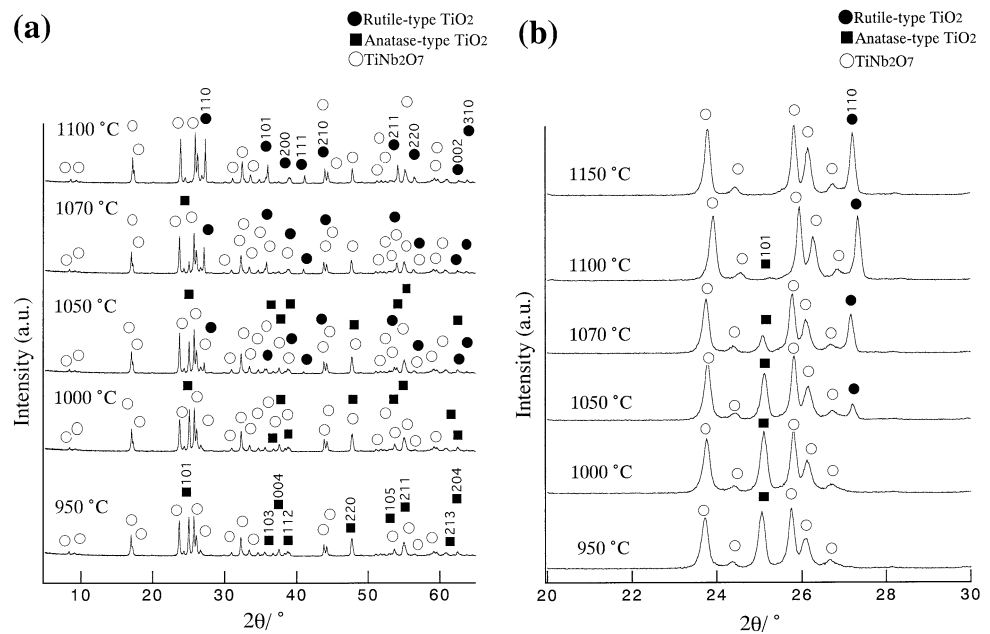 (a)
Rutile-type TiO2
Anatase-type TiO2
TiNb2O7
1100 ˚C
110
101
200
111
210
211
220
002
310
1070 ˚C
1050 ˚C
1000 ˚C
950 ˚C
101
103
004
112
220
105
211
213
204
Intensity (a.u.)
10 20 30 40 50 60
2θ/ ˚
(b)
Rutile-type TiO2
Anatase-type TiO2
TiNb2O7
110
1150 ˚C
1100 ˚C
101
1070 ˚C
1050 ˚C
1000 ˚C
950 ˚C
Intensity (a.u.)
20 22 24 26 28 30
2θ/ ˚